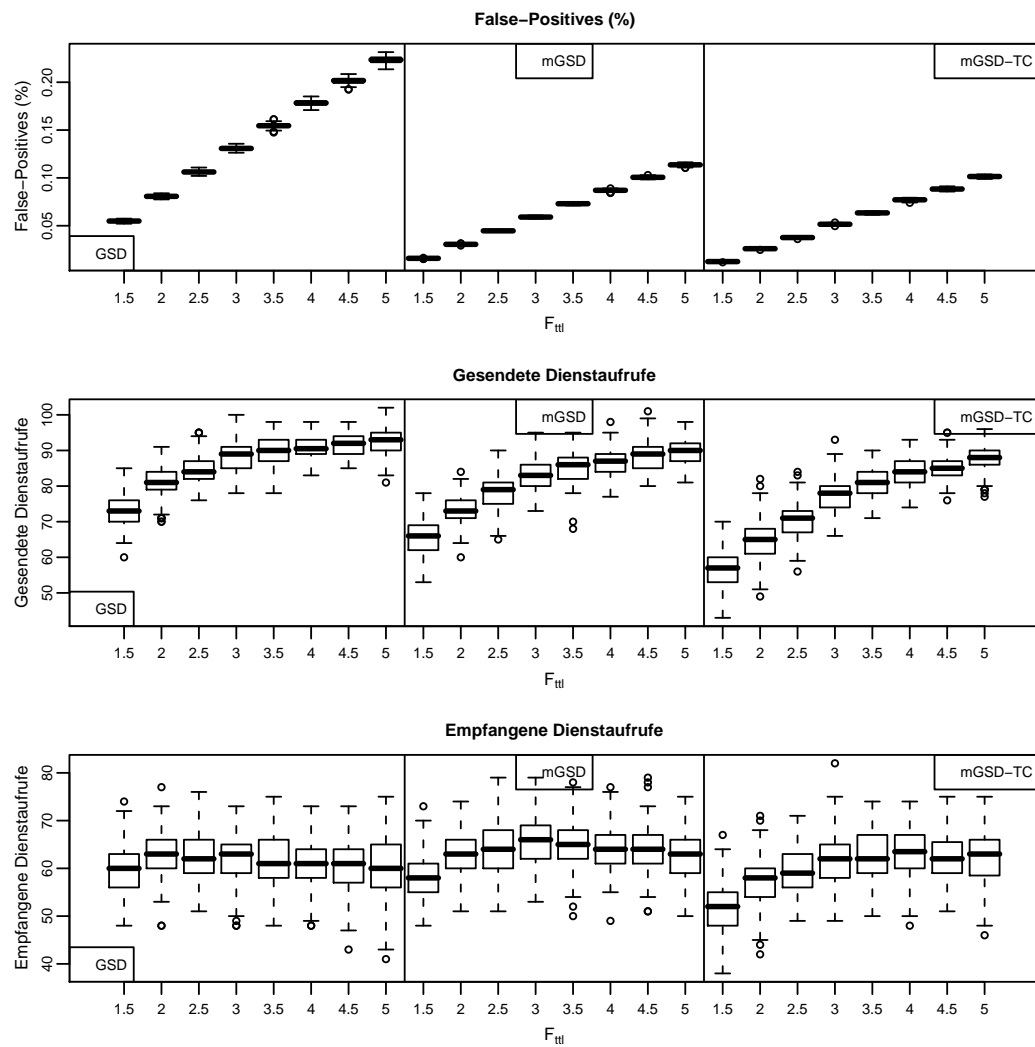 False−Positives (%)
False−Positives (%)
0.05 0.10 0.15 0.20
GSD
mGSD
mGSD−TC
1.5 2 2.5 3 3.5 4 4.5 5 1.5 2 2.5 3 3.5 4 4.5 5 1.5 2 2.5 3 3.5 4 4.5 5
Fttl
Gesendete Dienstaufrufe
Gesendete Dienstaufrufe
50 60 70 80 90 100
GSD
mGSD
mGSD−TC
1.5 2 2.5 3 3.5 4 4.5 5 1.5 2 2.5 3 3.5 4 4.5 5 1.5 2 2.5 3 3.5 4 4.5 5
Fttl
Empfangene Dienstaufrufe
Empfangene Dienstaufrufe
40 50 60 70 80
GSD
mGSD
mGSD−TC
1.5 2 2.5 3 3.5 4 4.5 5 1.5 2 2.5 3 3.5 4 4.5 5 1.5 2 2.5 3 3.5 4 4.5 5
Fttl